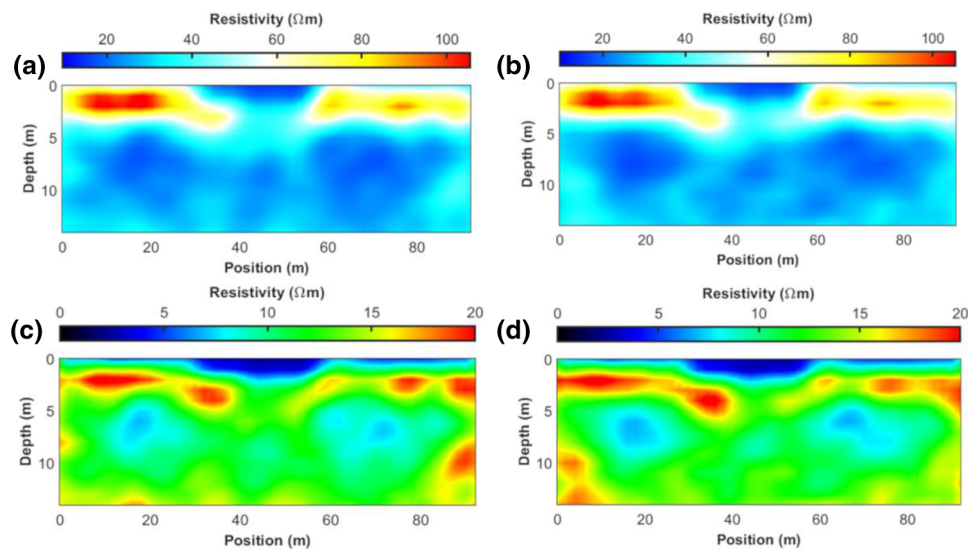 Resistivity (Ωm)
20 40 60 80 100
(a)
0
5
10
Depth (m)
0 20 40 60 80
Position (m)
Resistivity (Ωm)
20 40 60 80 100
(b)
0
5
10
Depth (m)
0 20 40 60 80
Position (m)
Resistivity (Ωm)
0 5 10 15 20
(c)
0
5
10
Depth (m)
0 20 40 60 80
Position (m)
Resistivity (Ωm)
0 5 10 15 20
(d)
0
5
10
Depth (m)
0 20 40 60 80
Position (m)